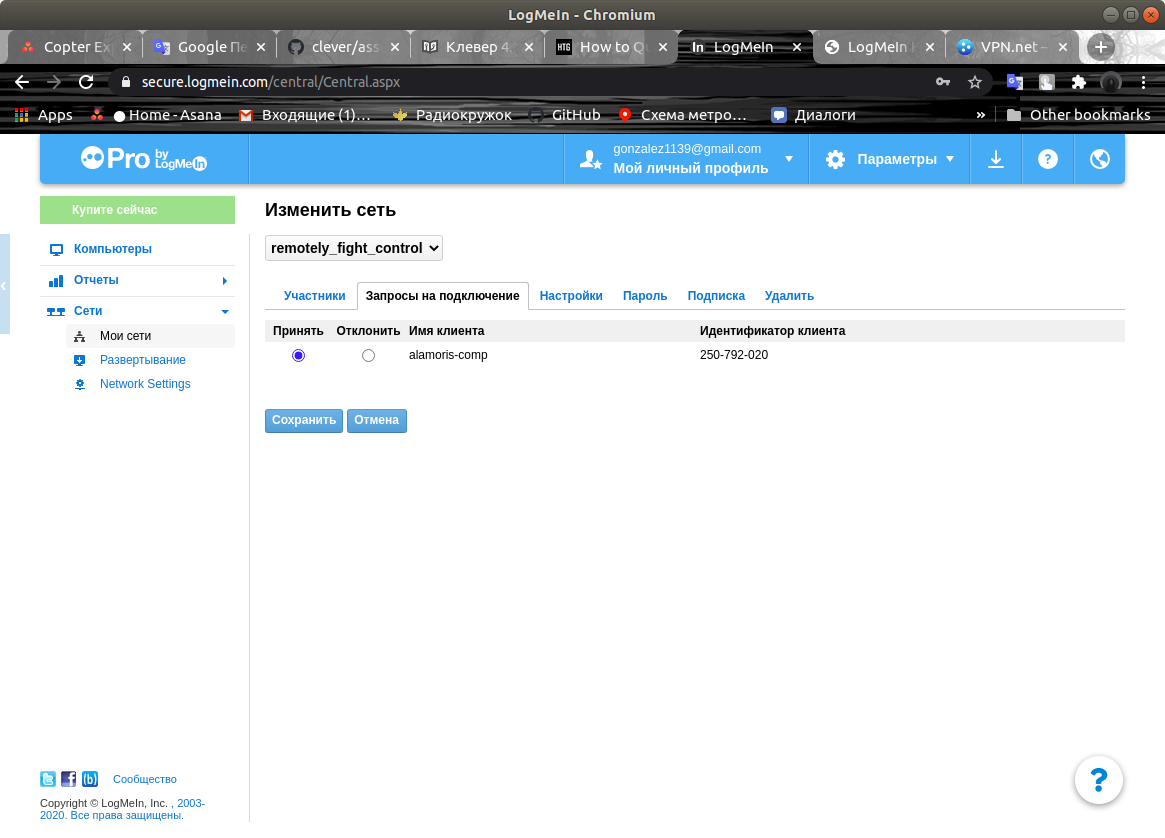 LogMeIn - Chromium
Copter Ex
Google Пе
clever/ass
Клевер 4
HTG How to Qu
In LogMeIn
LogMeIn
VPN.net –
secure.logmein.com/central/Central.aspx
Apps
Home - Asana
Входящие (1)…
Радиокружок
GitHub
Схема метро…
Диалоги
»
Other bookmarks
Pro by LogMeIn
gonzalez1139@gmail.com
Мой личный профиль
Параметры
Купите сейчас
Компьютеры
Отчеты
Сети
Мои сети
Развертывание
Network Settings
Изменить сеть
remotely_fight_control
Участники Запросы на подключение Настройки Пароль Подписка Удалить
Принять Отклонить Имя клиента Идентификатор клиента
alamoris-comp 250-792-020
Сохранить Отмена
Сообщество
Copyright © LogMeIn, Inc. , 2003-
2020. Все права защищены.